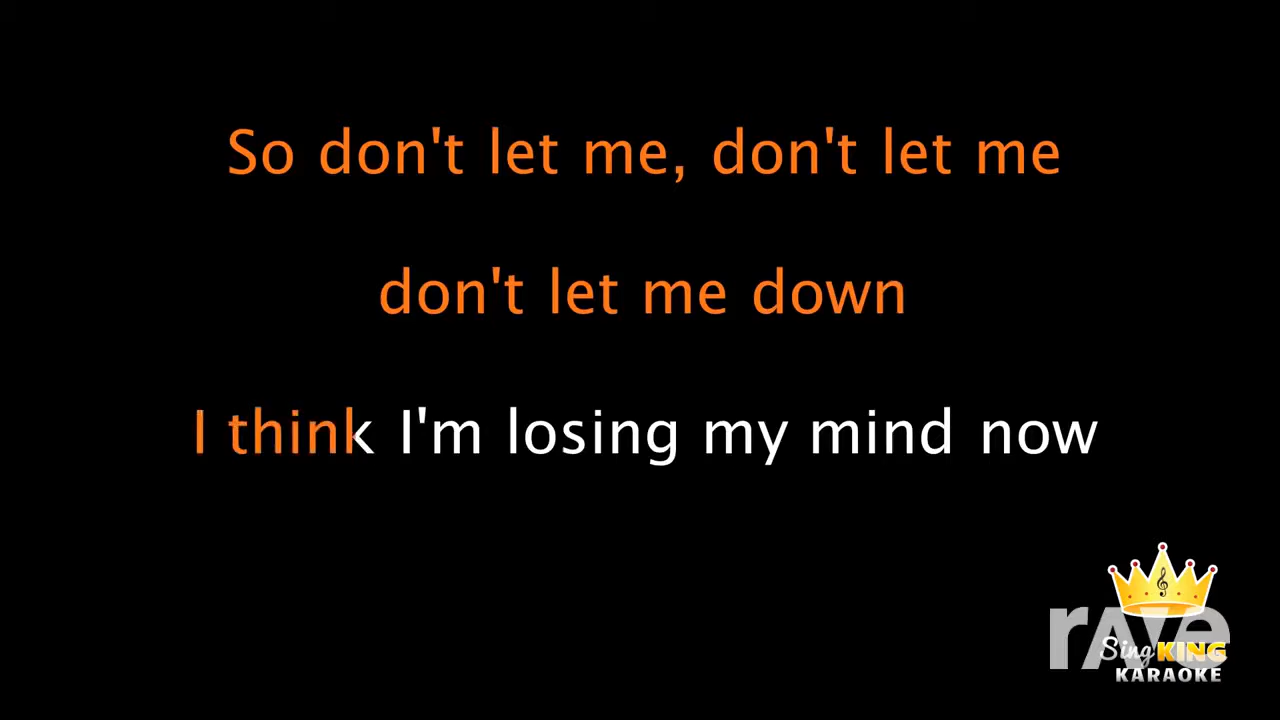 So don't let me, don't let me
don't let me down
I think I'm losing my mind now
rave
Sing KING
KARAOKE